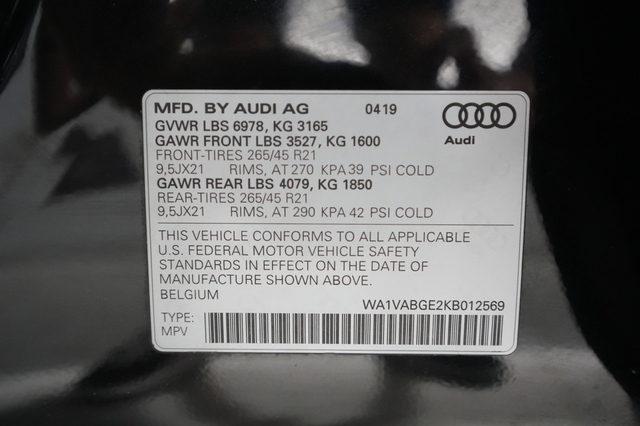 MFD. BY AUDI AG 0419
GVWR LBS 6978, KG 3165
GAWR FRONT LBS 3527, KG 1600
Audi
FRONT-TIRES 265/45 R21
9,5JX21 RIMS, AT 270 KPA 39 PSI COLD
GAWR REAR LBS 4079, KG 1850
REAR-TIRES 265/45 R21
9,5JX21 RIMS, AT 290 KPA 42 PSI COLD
THIS VEHICLE CONFORMS TO ALL APPLICABLE
U.S. FEDERAL MOTOR VEHICLE SAFETY
STANDARDS IN EFFECT ON THE DATE OF
MANUFACTURE SHOWN ABOVE.
BELGIUM
WA1VABGE2KB012569
TYPE:
MPV